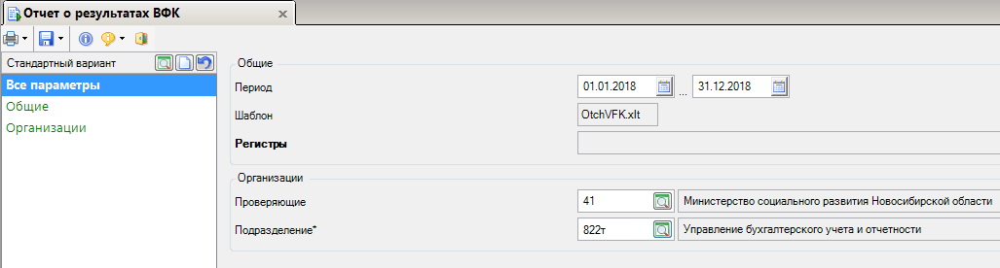 Отчет о результатах ВФК
Стандартный вариант
Все параметры
Общие
Организации
Общие
Период 01.01.2018 ... 31.12.2018
Шаблон OtchVFK.xlt
Регистры
Организации
Проверяющие 41 Министерство социального развития Новосибирской области
Подразделение* 822т Управление бухгалтерского учета и отчетности